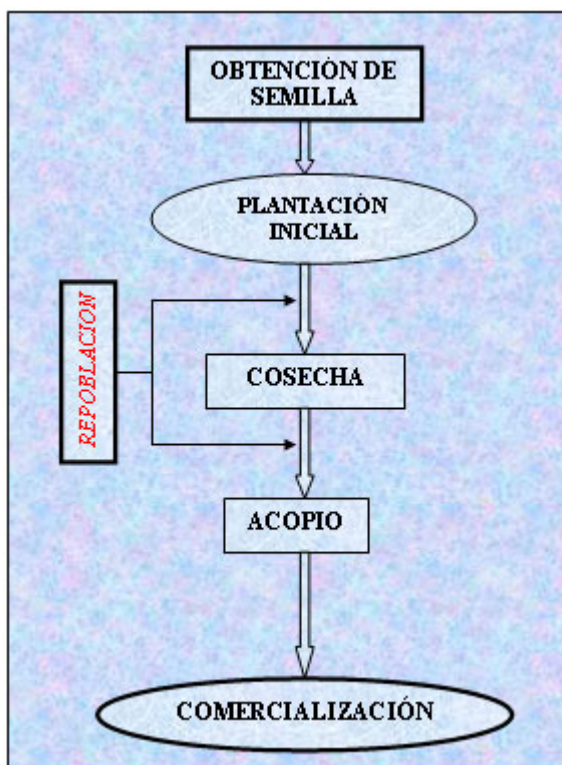 OBTENCIÓN DE
SEMILLA
PLANTACIÓN
INICIAL
REPOBLACION
COSECHA
ACOPIO
COMERCIALIZACIÓN